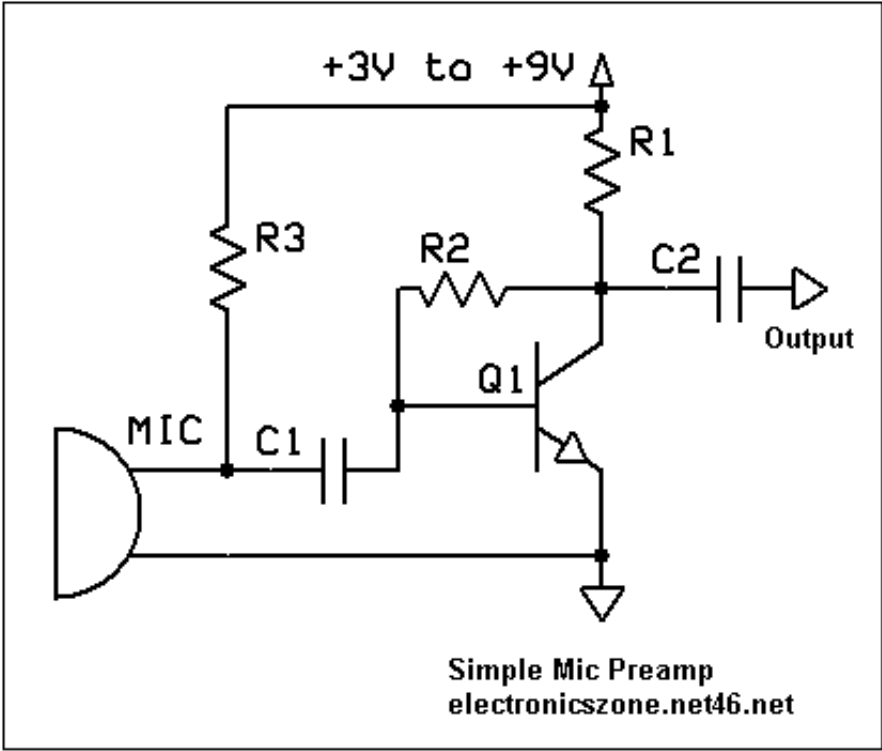 +3V to +9V
R1
R3
R2
C2
Output
Q1
MIC
C1
Simple Mic Preamp
electronicszone.net46.net